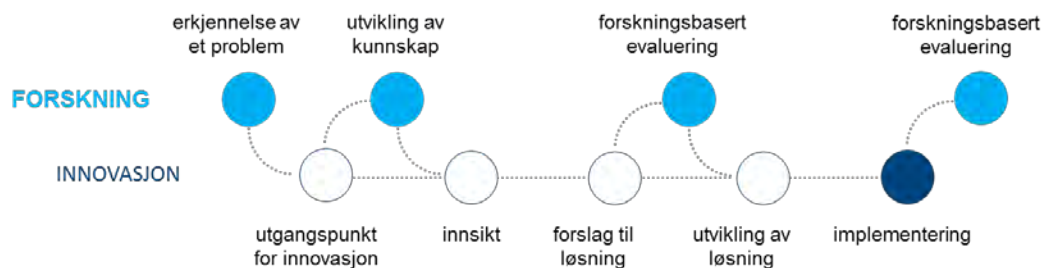 erkjennelse av
et problem
utvikling av
kunnskap
forskningsbasert
evaluering
forskningsbasert
evaluering
FORSKNING
INNOVASJON
utgangspunkt
for innovasjon
innsikt
forslag til
løsning
utvikling av
løsning
implementering